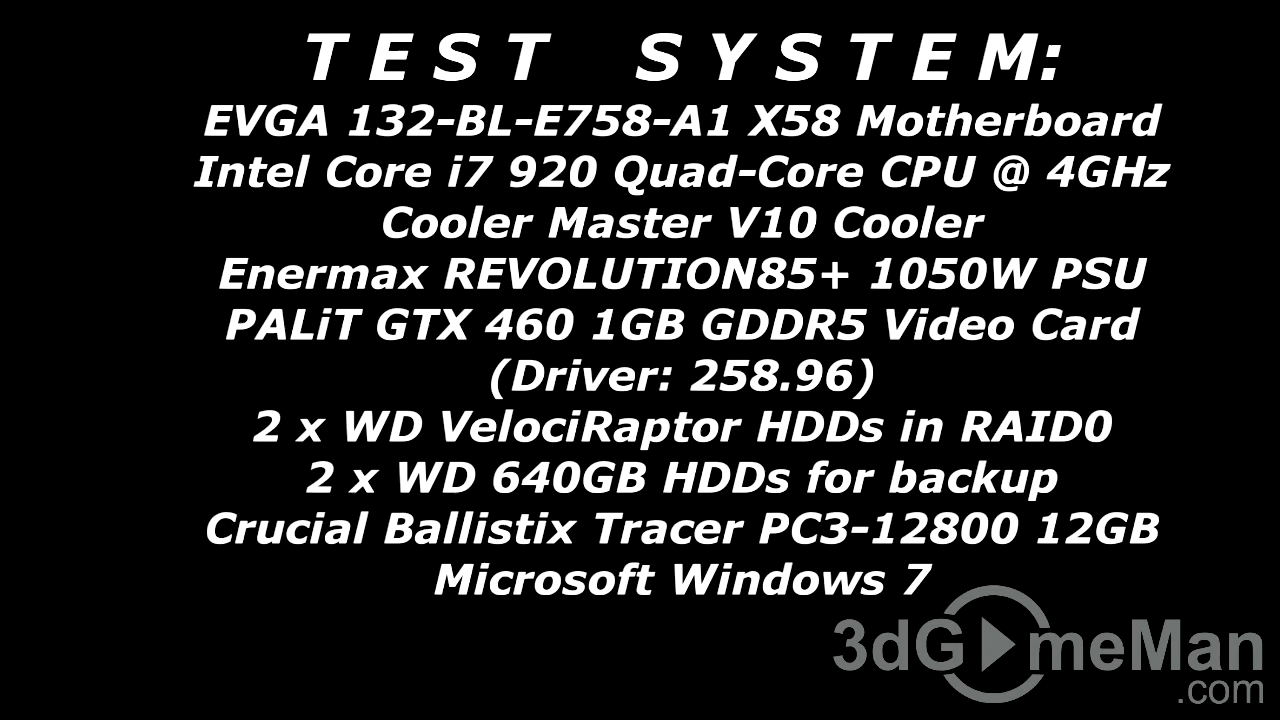 TEST SYSTEM:
EVGA 132-BL-E758-A1 X58 Motherboard
Intel Core i7 920 Quad-Core CPU @ 4GHz
Cooler Master V10 Cooler
Enermax REVOLUTION85+ 1050W PSU
PALiT GTX 460 1GB GDDR5 Video Card
(Driver: 258.96)
2 x WD VelociRaptor HDDs in RAID0
2 x WD 640GB HDDs for backup
Crucial Ballistix Tracer PC3-12800 12GB
Microsoft Windows 7
3dGameMan
.com